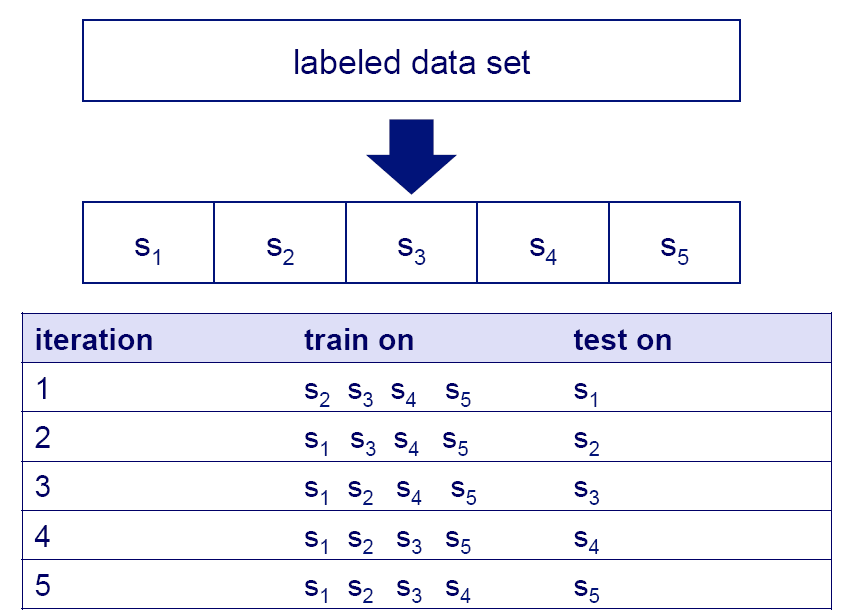 labeled data set
s₁ s₂ s₃ s₄ s₅
iteration train on test on
1 s₂ s₃ s₄ s₅ s₁
2 s₁ s₃ s₄ s₅ s₂
3 s₁ s₂ s₄ s₅ s₃
4 s₁ s₂ s₃ s₅ s₄
5 s₁ s₂ s₃ s₄ s₅